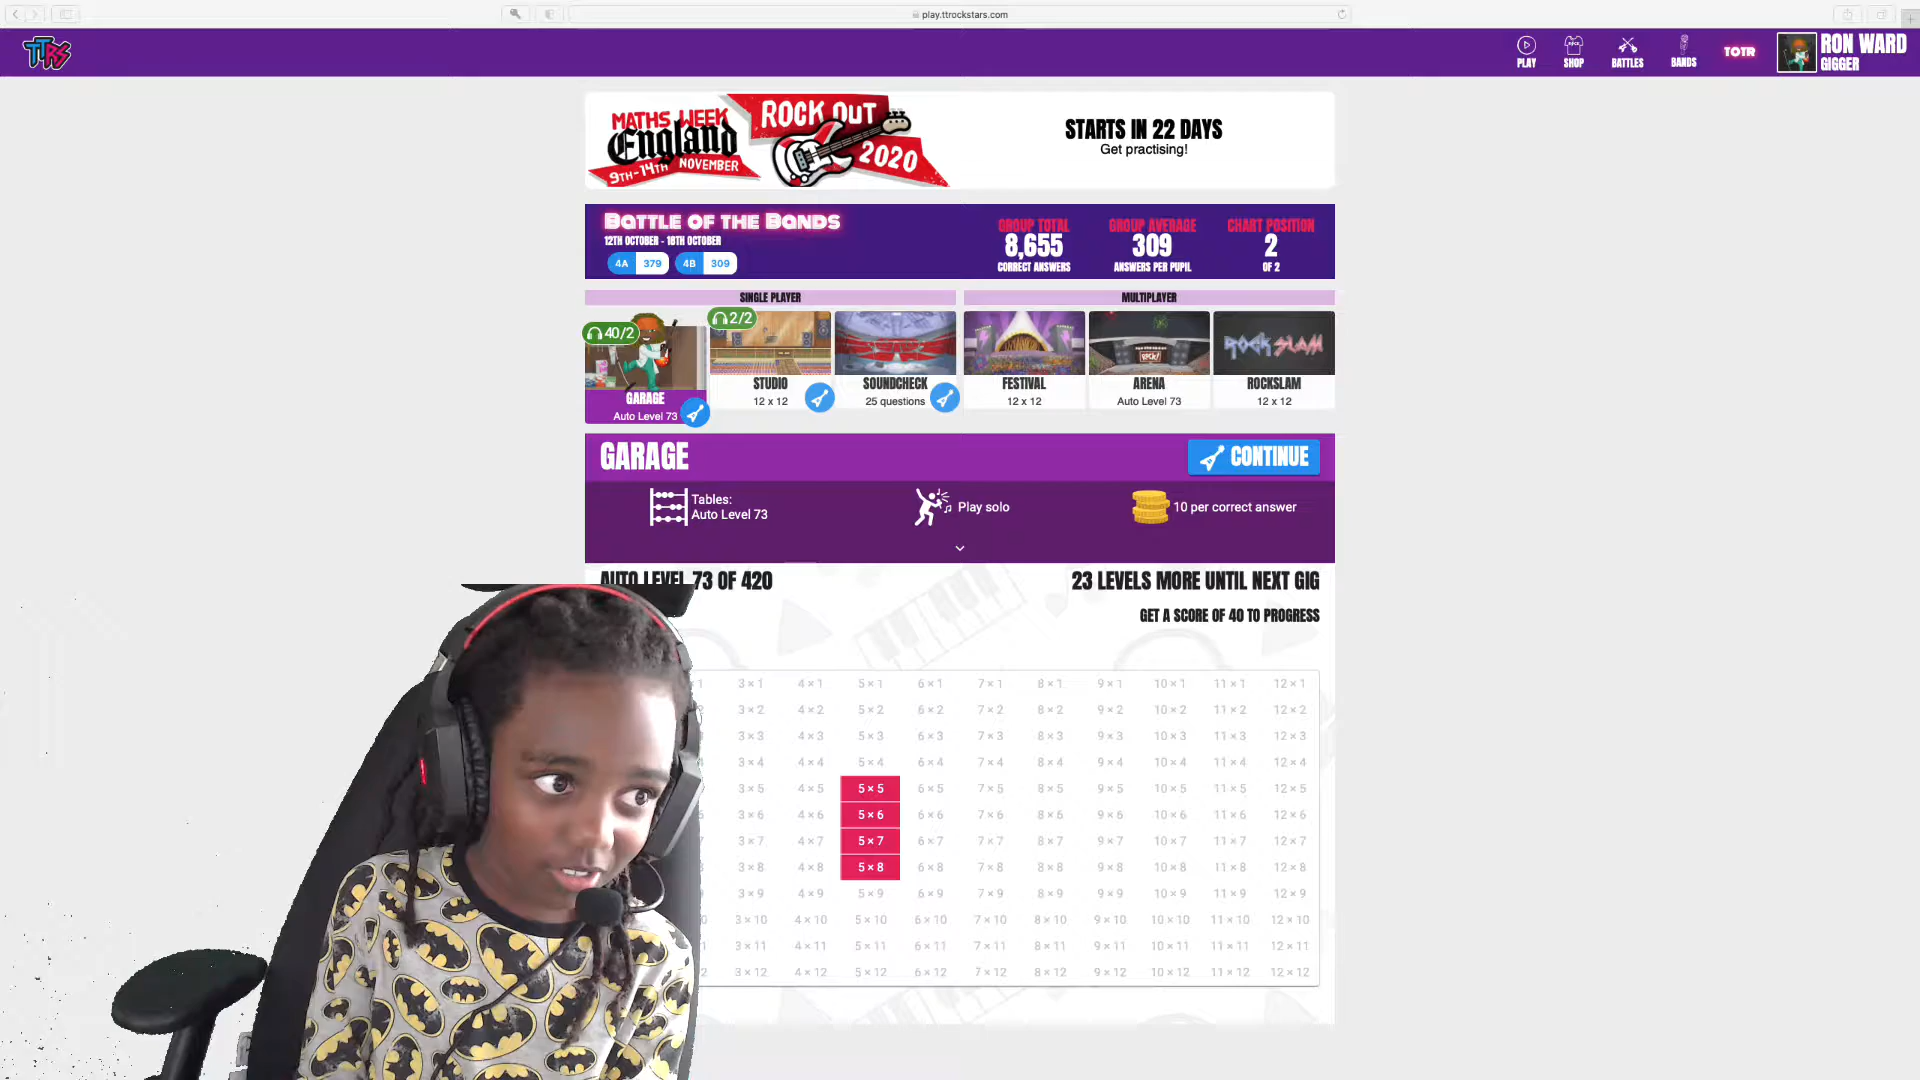 play.ttrockstars.com
TTRS
PLAY
SHOP
BATTLES
BANDS
TOTR
RON WARD
GIGGER
MATHS WEEK
England
9TH-14TH NOVEMBER
ROCK OUT
2020
STARTS IN 22 DAYS
Get practising!
BATTLE OF THE BANDS
12TH OCTOBER - 18TH OCTOBER
4A 379 4B 309
GROUP TOTAL
8,655
CORRECT ANSWERS
GROUP AVERAGE
309
ANSWERS PER PUPIL
CHART POSITION
2
OF 2
SINGLE PLAYER
MULTIPLAYER
40/2
GARAGE
Auto Level 73
2/2
STUDIO
12 x 12
SOUNDCHECK
25 questions
FESTIVAL
12 x 12
ROCK!
ARENA
Auto Level 73
ROCK SLAM
ROCKSLAM
12 x 12
GARAGE
CONTINUE
Tables:
Auto Level 73
Play solo
10 per correct answer
AUTO LEVEL 73 OF 420
23 LEVELS MORE UNTIL NEXT GIG
GET A SCORE OF 40 TO PROGRESS
3 × 1 4 × 1 5 × 1 6 × 1 7 × 1 8 × 1 9 × 1 10 × 1 11 × 1 12 × 1
3 × 2 4 × 2 5 × 2 6 × 2 7 × 2 8 × 2 9 × 2 10 × 2 11 × 2 12 × 2
3 × 3 4 × 3 5 × 3 6 × 3 7 × 3 8 × 3 9 × 3 10 × 3 11 × 3 12 × 3
3 × 4 4 × 4 5 × 4 6 × 4 7 × 4 8 × 4 9 × 4 10 × 4 11 × 4 12 × 4
3 × 5 4 × 5 5 × 5 6 × 5 7 × 5 8 × 5 9 × 5 10 × 5 11 × 5 12 × 5
3 × 6 4 × 6 5 × 6 6 × 6 7 × 6 8 × 6 9 × 6 10 × 6 11 × 6 12 × 6
3 × 7 4 × 7 5 × 7 6 × 7 7 × 7 8 × 7 9 × 7 10 × 7 11 × 7 12 × 7
3 × 8 4 × 8 5 × 8 6 × 8 7 × 8 8 × 8 9 × 8 10 × 8 11 × 8 12 × 8
3 × 9 4 × 9 5 × 9 6 × 9 7 × 9 8 × 9 9 × 9 10 × 9 11 × 9 12 × 9
3 × 10 4 × 10 5 × 10 6 × 10 7 × 10 8 × 10 9 × 10 10 × 10 11 × 10 12 × 10
3 × 11 4 × 11 5 × 11 6 × 11 7 × 11 8 × 11 9 × 11 10 × 11 11 × 11 12 × 11
3 × 12 4 × 12 5 × 12 6 × 12 7 × 12 8 × 12 9 × 12 10 × 12 11 × 12 12 × 12